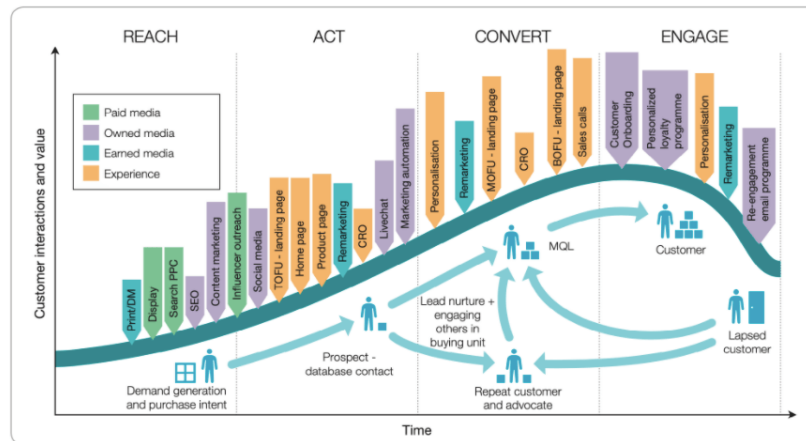 REACH
ACT
CONVERT
ENGAGE
Customer interactions and value
Paid media
Owned media
Earned media
Experience
Print/DM
Display
Search PPC
SEO
Content marketing
Influencer outreach
Social media
TOFU - landing page
Home page
Product page
Remarketing
CRO
Livechat
Marketing automation
Personalisation
Remarketing
MOFU - landing page
CRO
BOFU - landing page
Sales calls
Customer
Onboarding
Personalized
loyalty
programme
Personalisation
Remarketing
Re-engagement
email programme
MQL
Customer
Lead nurture +
engaging
others in
buying unit
Lapsed
customer
Prospect -
database contact
Demand generation
and purchase intent
Repeat customer
and advocate
Time